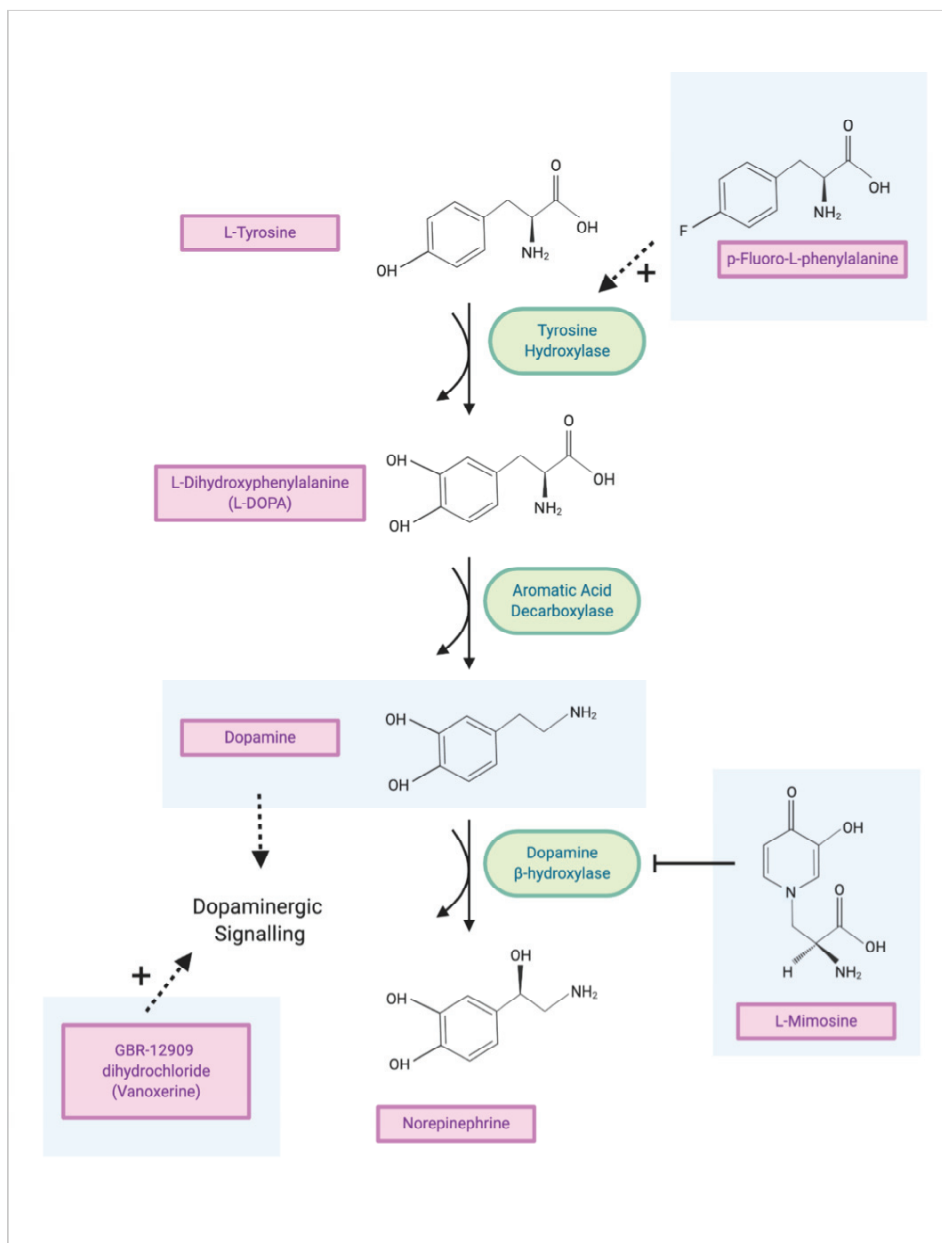 O
OH
NH₂
F
p-Fluoro-L-phenylalanine
L-Tyrosine
O
OH
NH₂
OH
+
Tyrosine
Hydroxylase
L-Dihydroxyphenylalanine
(L-DOPA)
O
OH
OH
NH₂
OH
Aromatic Acid
Decarboxylase
Dopamine
OH
NH₂
OH
Dopamine
β-hydroxylase
O
OH
N
O
OH
H
NH₂
L-Mimosine
Dopaminergic
Signalling
+
GBR-12909
dihydrochloride
(Vanoxerine)
OH
OH
NH₂
OH
Norepinephrine